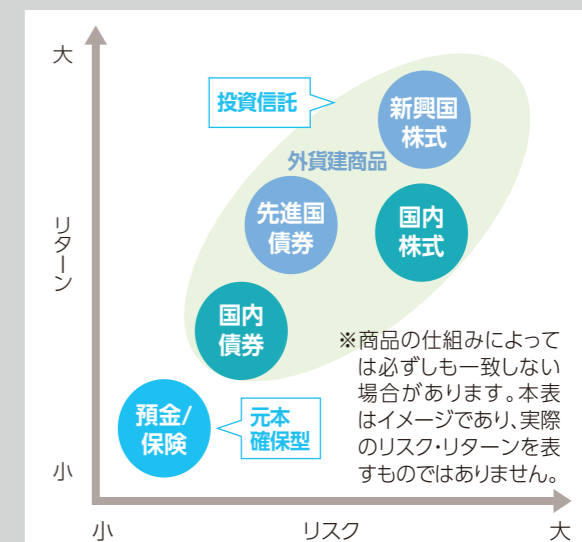 大
投資信託
新興国
株式
外貨建商品
先進国
債券
国内
株式
リターン
国内
債券
※商品の仕組みによって
は必ずしも一致しない
場合があります。本表
はイメージであり、実際
のリスク・リターンを表
すものではありません。
預金/
保険
元本
確保型
小
小
リスク
大